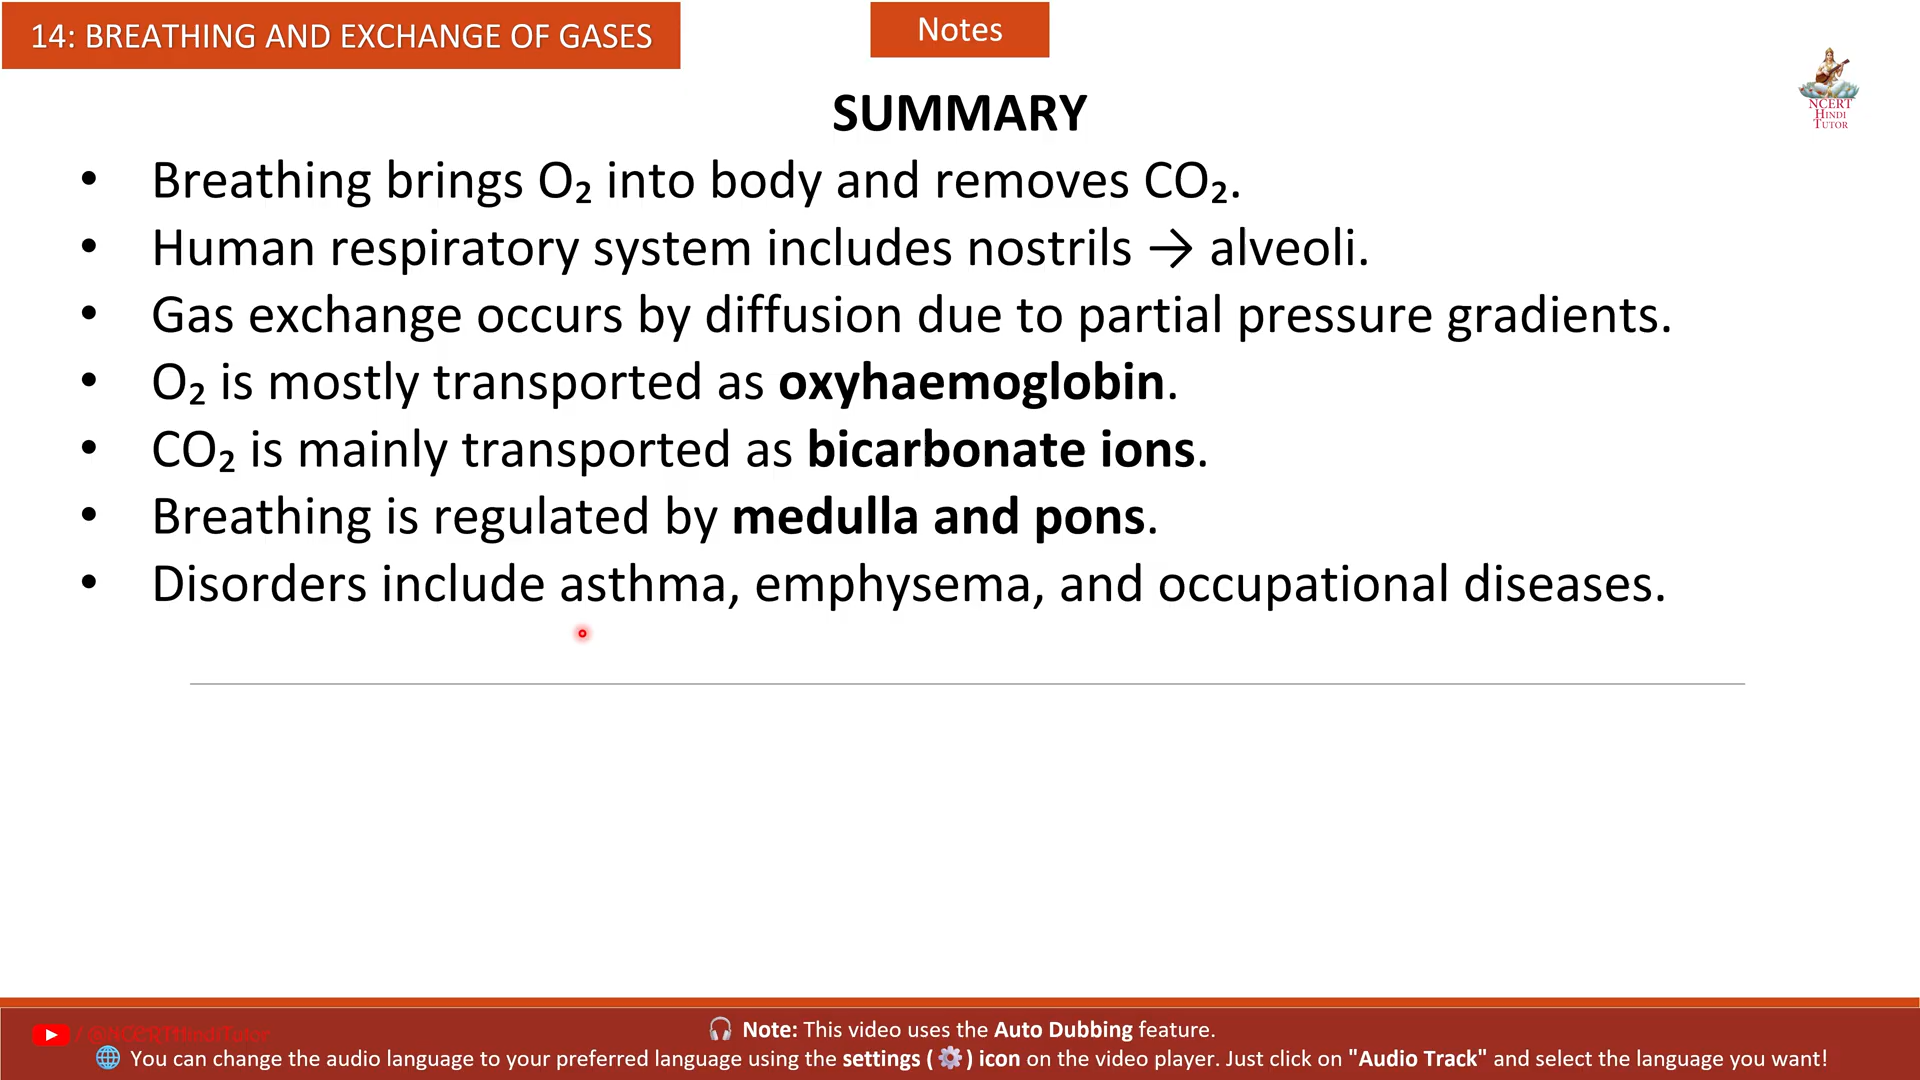 14: BREATHING AND EXCHANGE OF GASES
Notes
NCERT
HINDI
TUTOR
SUMMARY
• Breathing brings O₂ into body and removes CO₂.
• Human respiratory system includes nostrils → alveoli.
• Gas exchange occurs by diffusion due to partial pressure gradients.
• O₂ is mostly transported as oxyhaemoglobin.
• CO₂ is mainly transported as bicarbonate ions.
• Breathing is regulated by medulla and pons.
• Disorders include asthma, emphysema, and occupational diseases.
/ @NCERTHindiTutor
🎧 Note: This video uses the Auto Dubbing feature.
🌐 You can change the audio language to your preferred language using the settings ( ⚙️ ) icon on the video player. Just click on "Audio Track" and select the language you want!